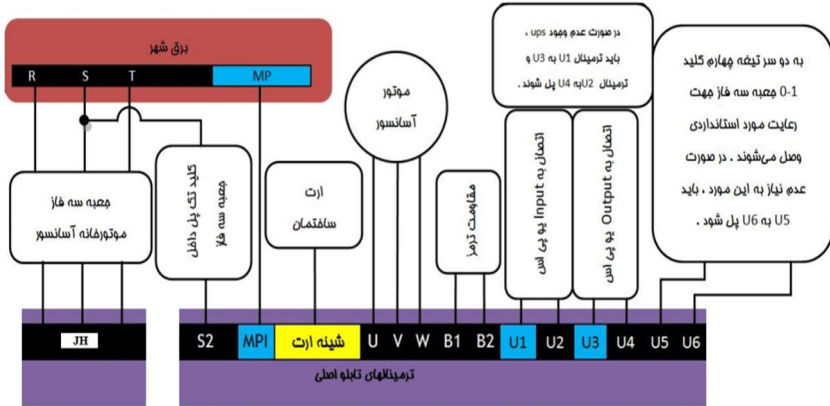 برق شهر
R S T MP
جعبه سه فاز
موتورخانه آسانسور
کلید تک پل داخل
جعبه سه فاز
ارت
ساختمان
موتور
آسانسور
مقاومت ترمز
در صورت عدم وجود ups ،
باید ترمینال U1 به U3 و
ترمینال U2به U4 پل شوند .
اتصال به Input یو پی اس
اتصال به Output یو پی اس
به دو سر تیغه چهارم کلید
0-1 جعبه سه فاز جهت
رعایت مورد استانداردی
وصل می‌شوند ، در صورت
عدم نیاز به این مورد ، باید
U5 به U6 پل شود .
JH
S2 MPI شینه ارت U V W B1 B2 U1 U2 U3 U4 U5 U6
ترمینالهای تابلو اصلی